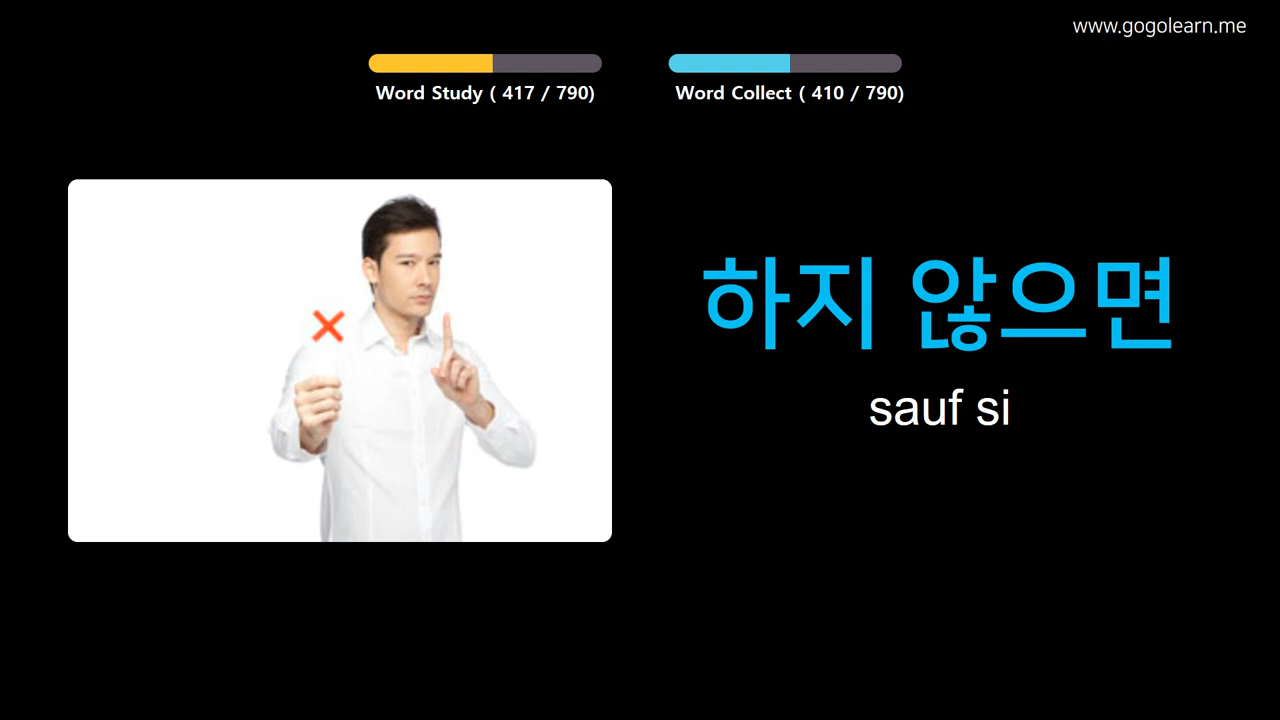 www.gogolearn.me
Word Study ( 417 / 790)
Word Collect ( 410 / 790)
하지 않으면
sauf si